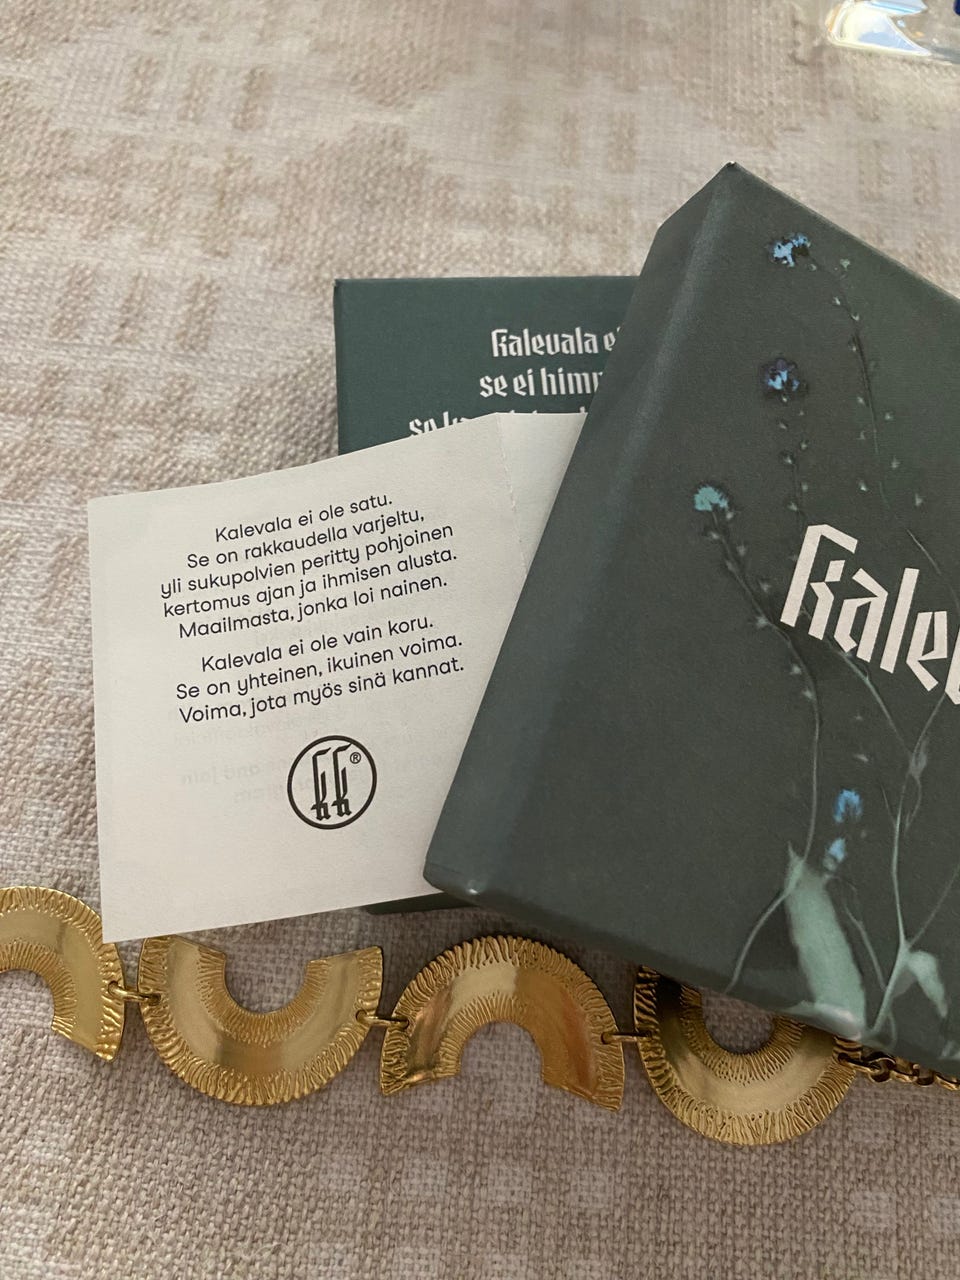 Kalevala
se ei
Kalevala ei ole satu.
Se on rakkaudella varjeltu,
yli sukupolvien peritty pohjoinen
kertomus ajan ja ihmisen alusta.
Maailmasta, jonka loi nainen.
Kalevala ei ole vain koru.
Se on yhteinen, ikuinen voima.
Voima, jota myös sinä kannat.
kk®
Kalev